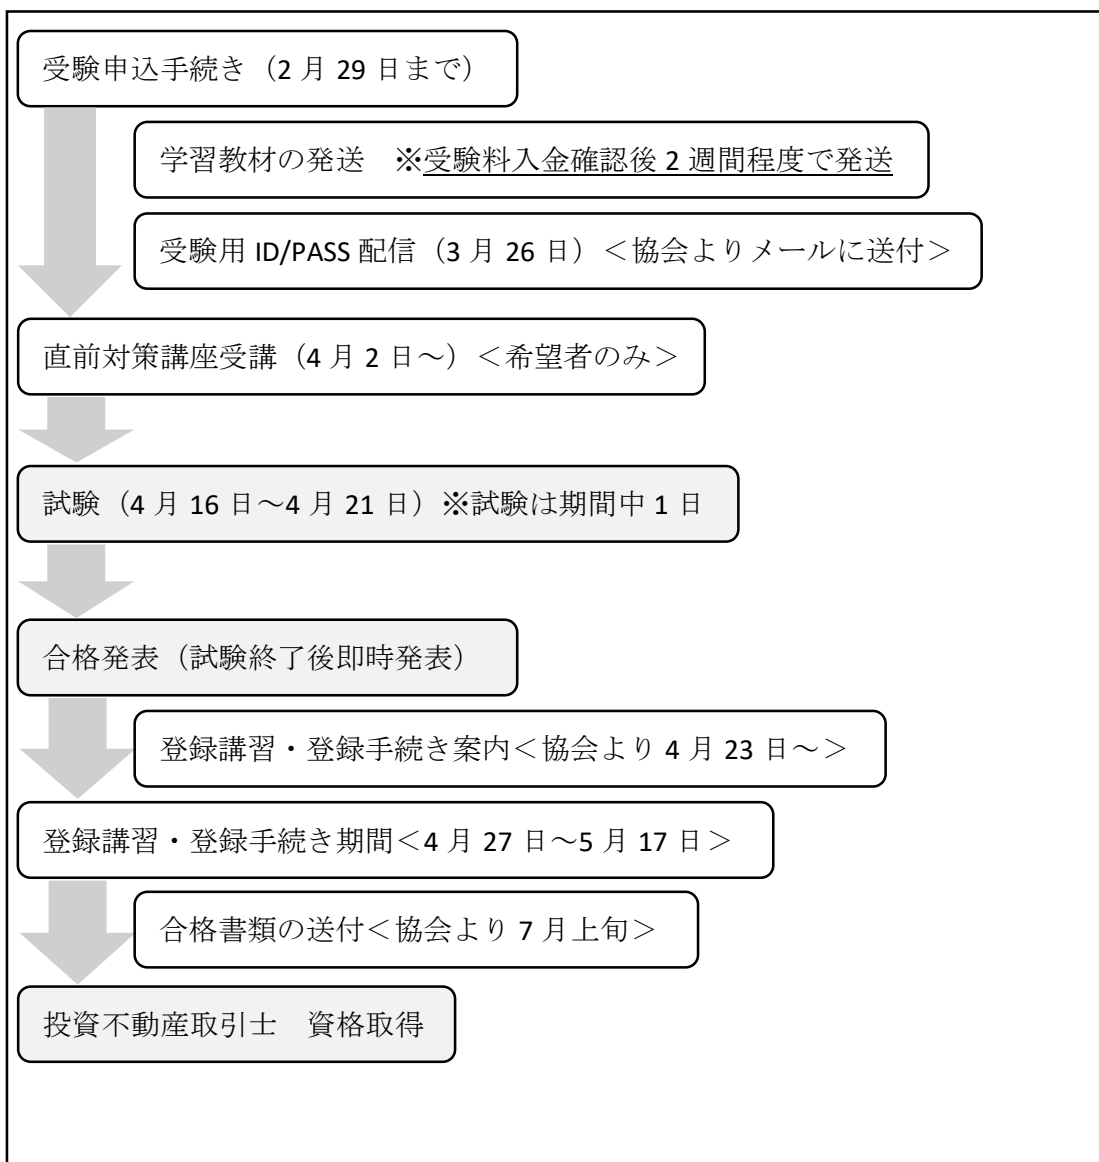 受験申込手続き（2 月 29 日まで）
学習教材の発送　※受験料入金確認後 2 週間程度で発送
受験用 ID/PASS 配信（3 月 26 日）＜協会よりメールに送付＞
直前対策講座受講（4 月 2 日～）＜希望者のみ＞
試験（4 月 16 日～4 月 21 日）※試験は期間中 1 日
合格発表（試験終了後即時発表）
登録講習・登録手続き案内＜協会より 4 月 23 日～＞
登録講習・登録手続き期間＜4 月 27 日～5 月 17 日＞
合格書類の送付＜協会より 7 月上旬＞
投資不動産取引士　資格取得